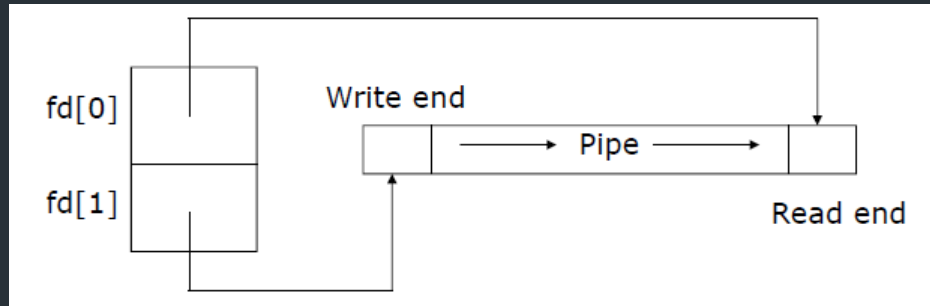 fd[0]
Write end
Pipe
fd[1]
Read end